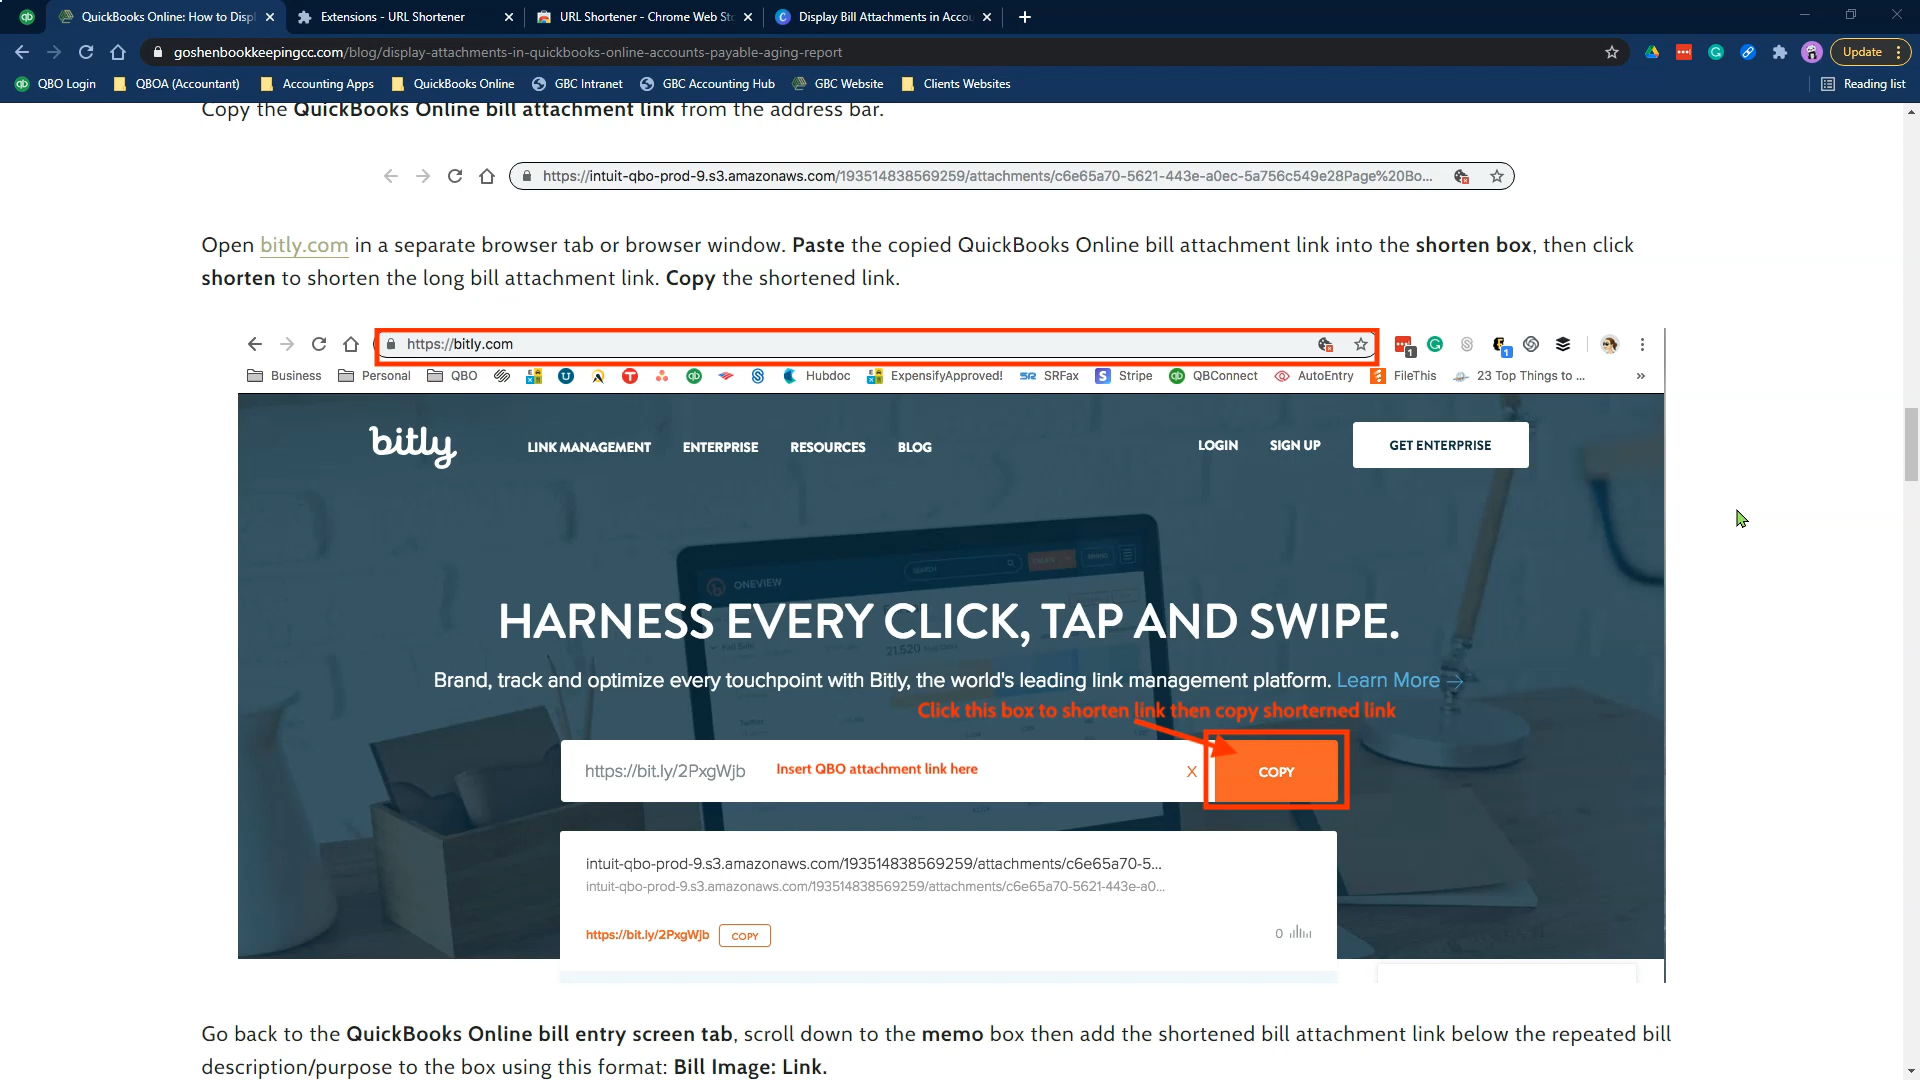 QuickBooks Online: How to Displ
Extensions - URL Shortener
URL Shortener - Chrome Web Sto
Display Bill Attachments in Accou
goshenbookkeepingcc.com/blog/display-attachments-in-quickbooks-online-accounts-payable-aging-report
Update
QBO Login
QBOA (Accountant)
Accounting Apps
QuickBooks Online
GBC Intranet
GBC Accounting Hub
GBC Website
Clients Websites
Reading list
Copy the QuickBooks Online bill attachment link from the address bar.
https://intuit-qbo-prod-9.s3.amazonaws.com/193514838569259/attachments/c6e65a70-5621-443e-a0ec-5a756c549e28Page%20Bo...
Open bitly.com in a separate browser tab or browser window. Paste the copied QuickBooks Online bill attachment link into the shorten box, then click
shorten to shorten the long bill attachment link. Copy the shortened link.
https://bitly.com
Business
Personal
QBO
Hubdoc
ExpensifyApproved!
SRFax
Stripe
QBConnect
AutoEntry
FileThis
23 Top Things to ...
bitly
LINK MANAGEMENT
ENTERPRISE
RESOURCES
BLOG
LOGIN
SIGN UP
GET ENTERPRISE
ONEVIEW
SEARCH
HARNESS EVERY CLICK, TAP AND SWIPE.
21,520
Brand, track and optimize every touchpoint with Bitly, the world's leading link management platform. Learn More
Click this box to shorten link then copy shorterned link
https://bit.ly/2PxgWjb
Insert QBO attachment link here
X
COPY
intuit-qbo-prod-9.s3.amazonaws.com/193514838569259/attachments/c6e65a70-5...
intuit-qbo-prod-9.s3.amazonaws.com/193514838569259/attachments/c6e65a70-5621-443e-a0...
https://bit.ly/2PxgWjb
COPY
0
Go back to the QuickBooks Online bill entry screen tab, scroll down to the memo box then add the shortened bill attachment link below the repeated bill
description/purpose to the box using this format: Bill Image: Link.